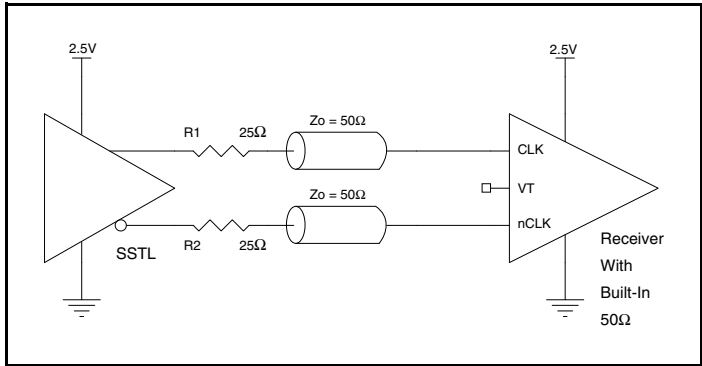 2.5V
2.5V
R1
25Ω
Zo = 50Ω
CLK
VT
Zo = 50Ω
nCLK
R2
25Ω
SSTL
Receiver
With
Built-In
50Ω